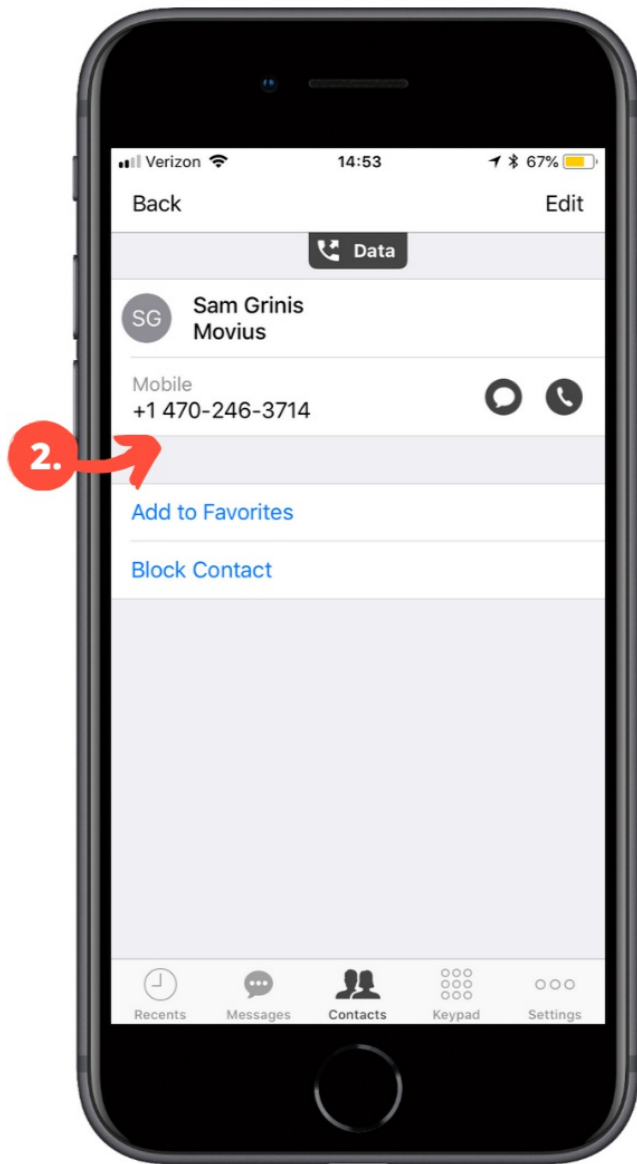 Verizon 14:53 67%
Back Edit
Data
SG Sam Grinis
Movius
Mobile
+1 470-246-3714
2.
Add to Favorites
Block Contact
Recents Messages Contacts Keypad Settings